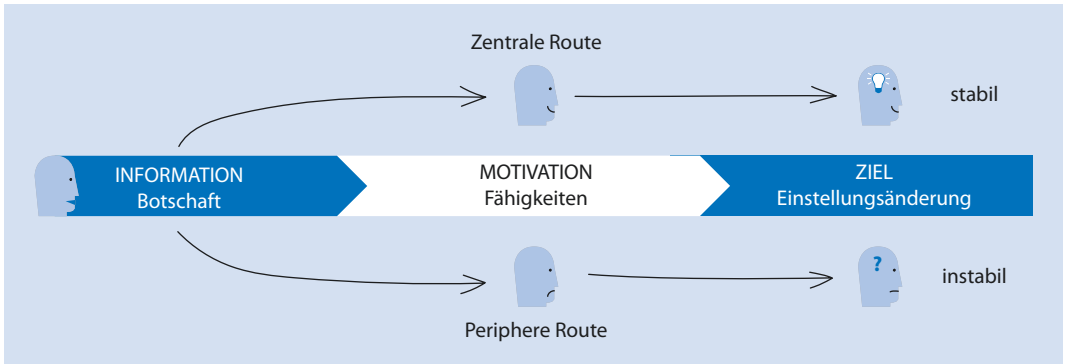 Zentrale Route
stabil
INFORMATION
Botschaft
MOTIVATION
Fähigkeiten
ZIEL
Einstellungsänderung
?
instabil
Periphere Route